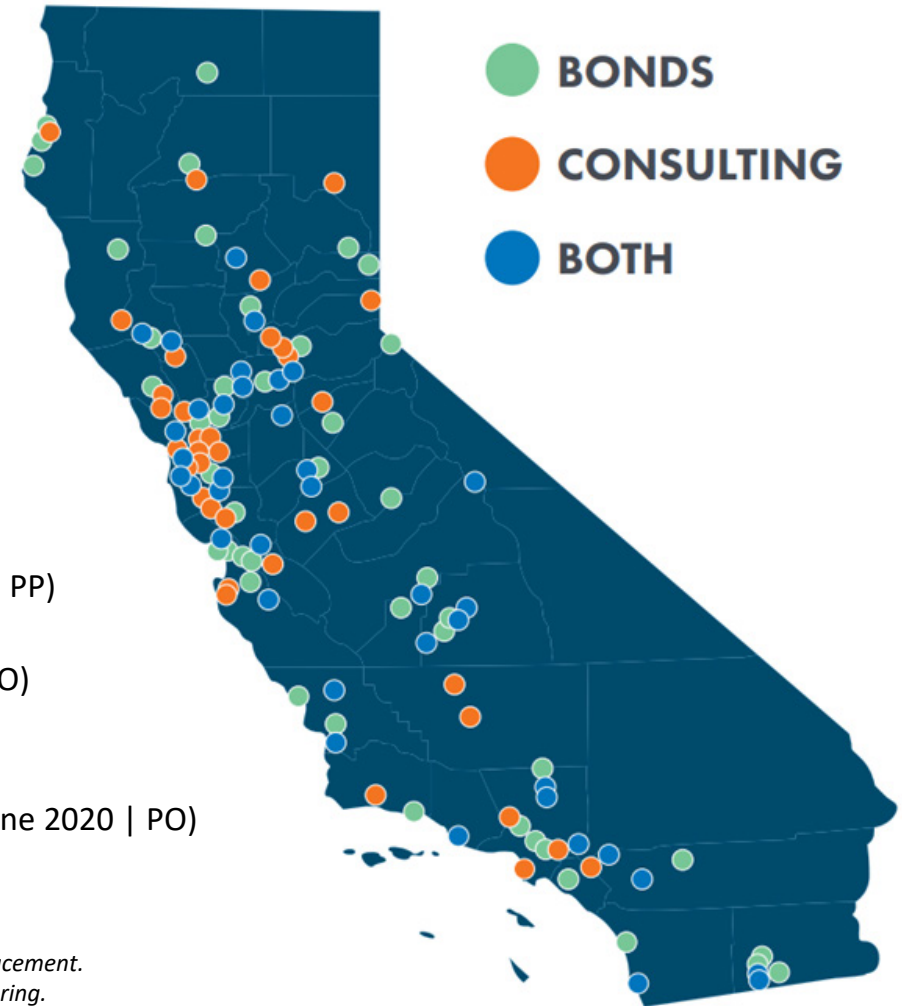 BONDS
CONSULTING
BOTH
PP)
O)
ne 2020 | PO)
cement.
ring.